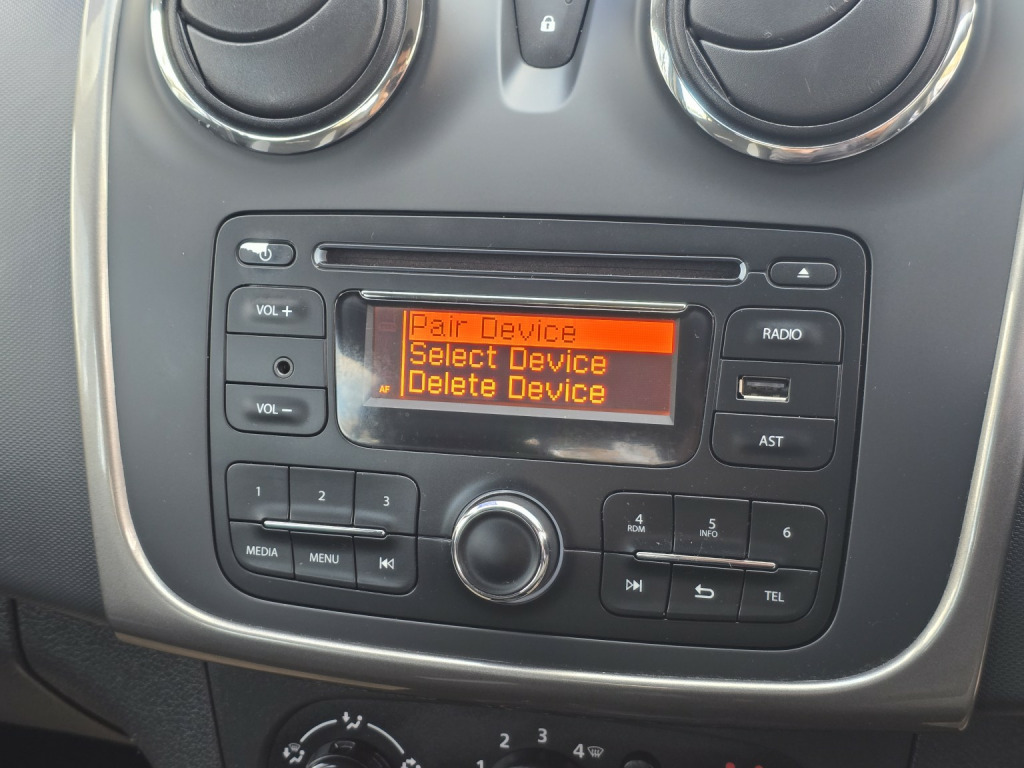 VOL +
Pair Device
Select Device
Delete Device
AF
RADIO
VOL −
AST
1
2
3
4
RDM
5
INFO
6
MEDIA
MENU
TEL
1
2
3
4